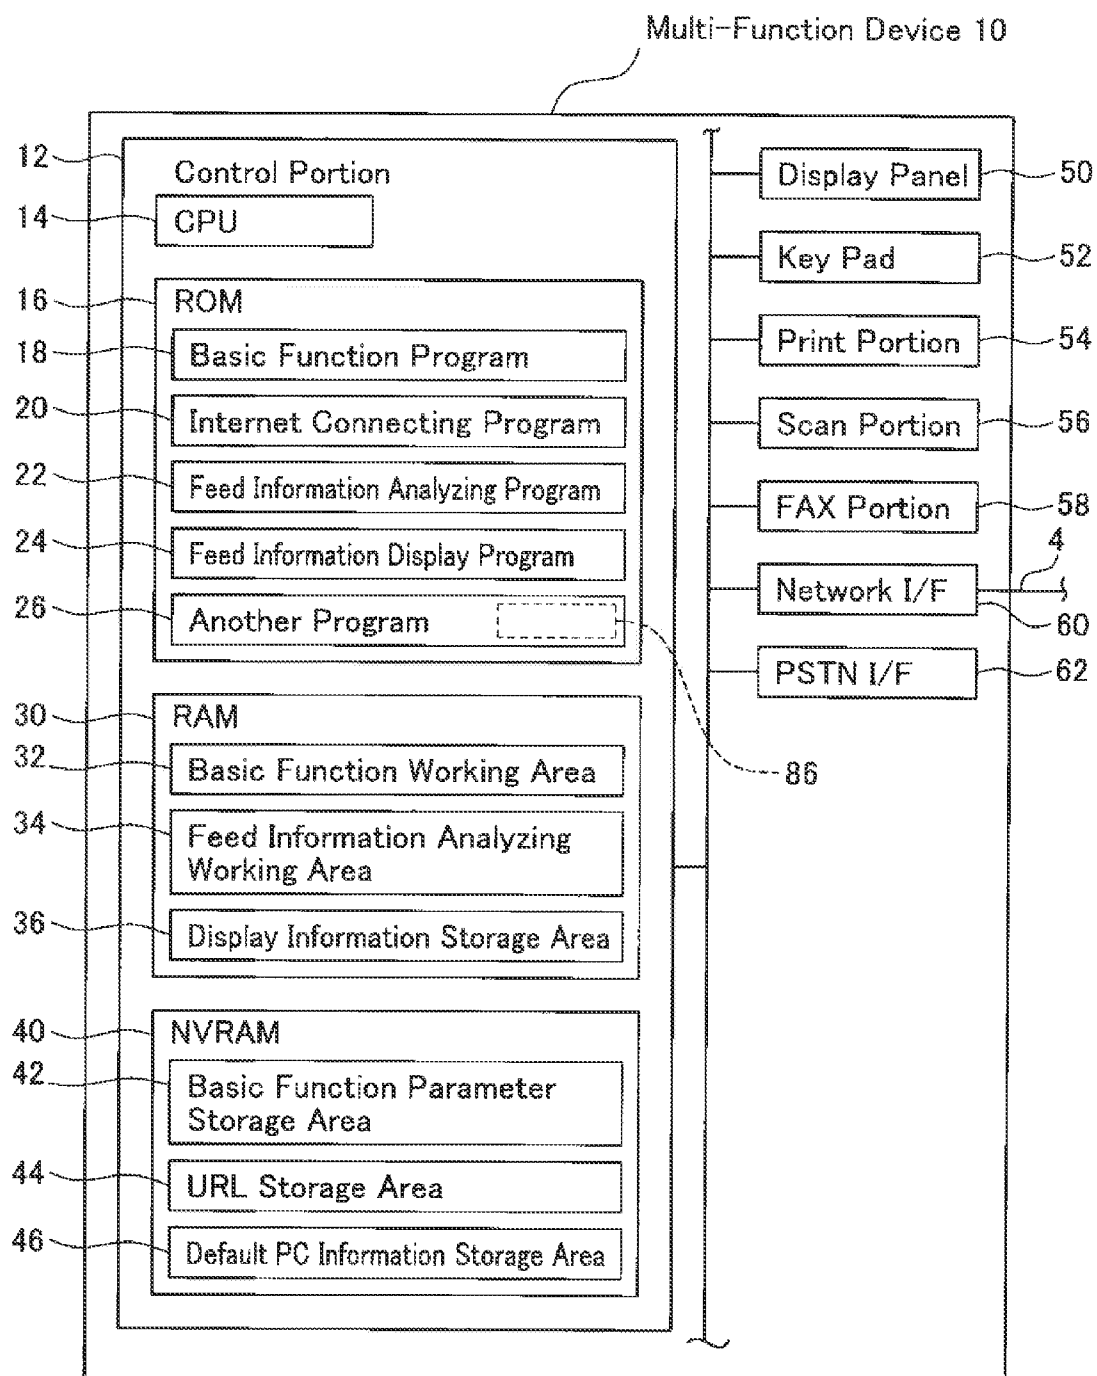 Multi-Function Device 10
12
Control Portion
14
CPU
16
ROM
18
Basic Function Program
20
Internet Connecting Program
22
Feed Information Analyzing Program
24
Feed Information Display Program
26
Another Program
86
30
RAM
32
Basic Function Working Area
34
Feed Information Analyzing
Working Area
36
Display Information Storage Area
40
NVRAM
42
Basic Function Parameter
Storage Area
44
URL Storage Area
46
Default PC Information Storage Area
Display Panel
50
Key Pad
52
Print Portion
54
Scan Portion
56
FAX Portion
58
4
Network I/F
60
PSTN I/F
62